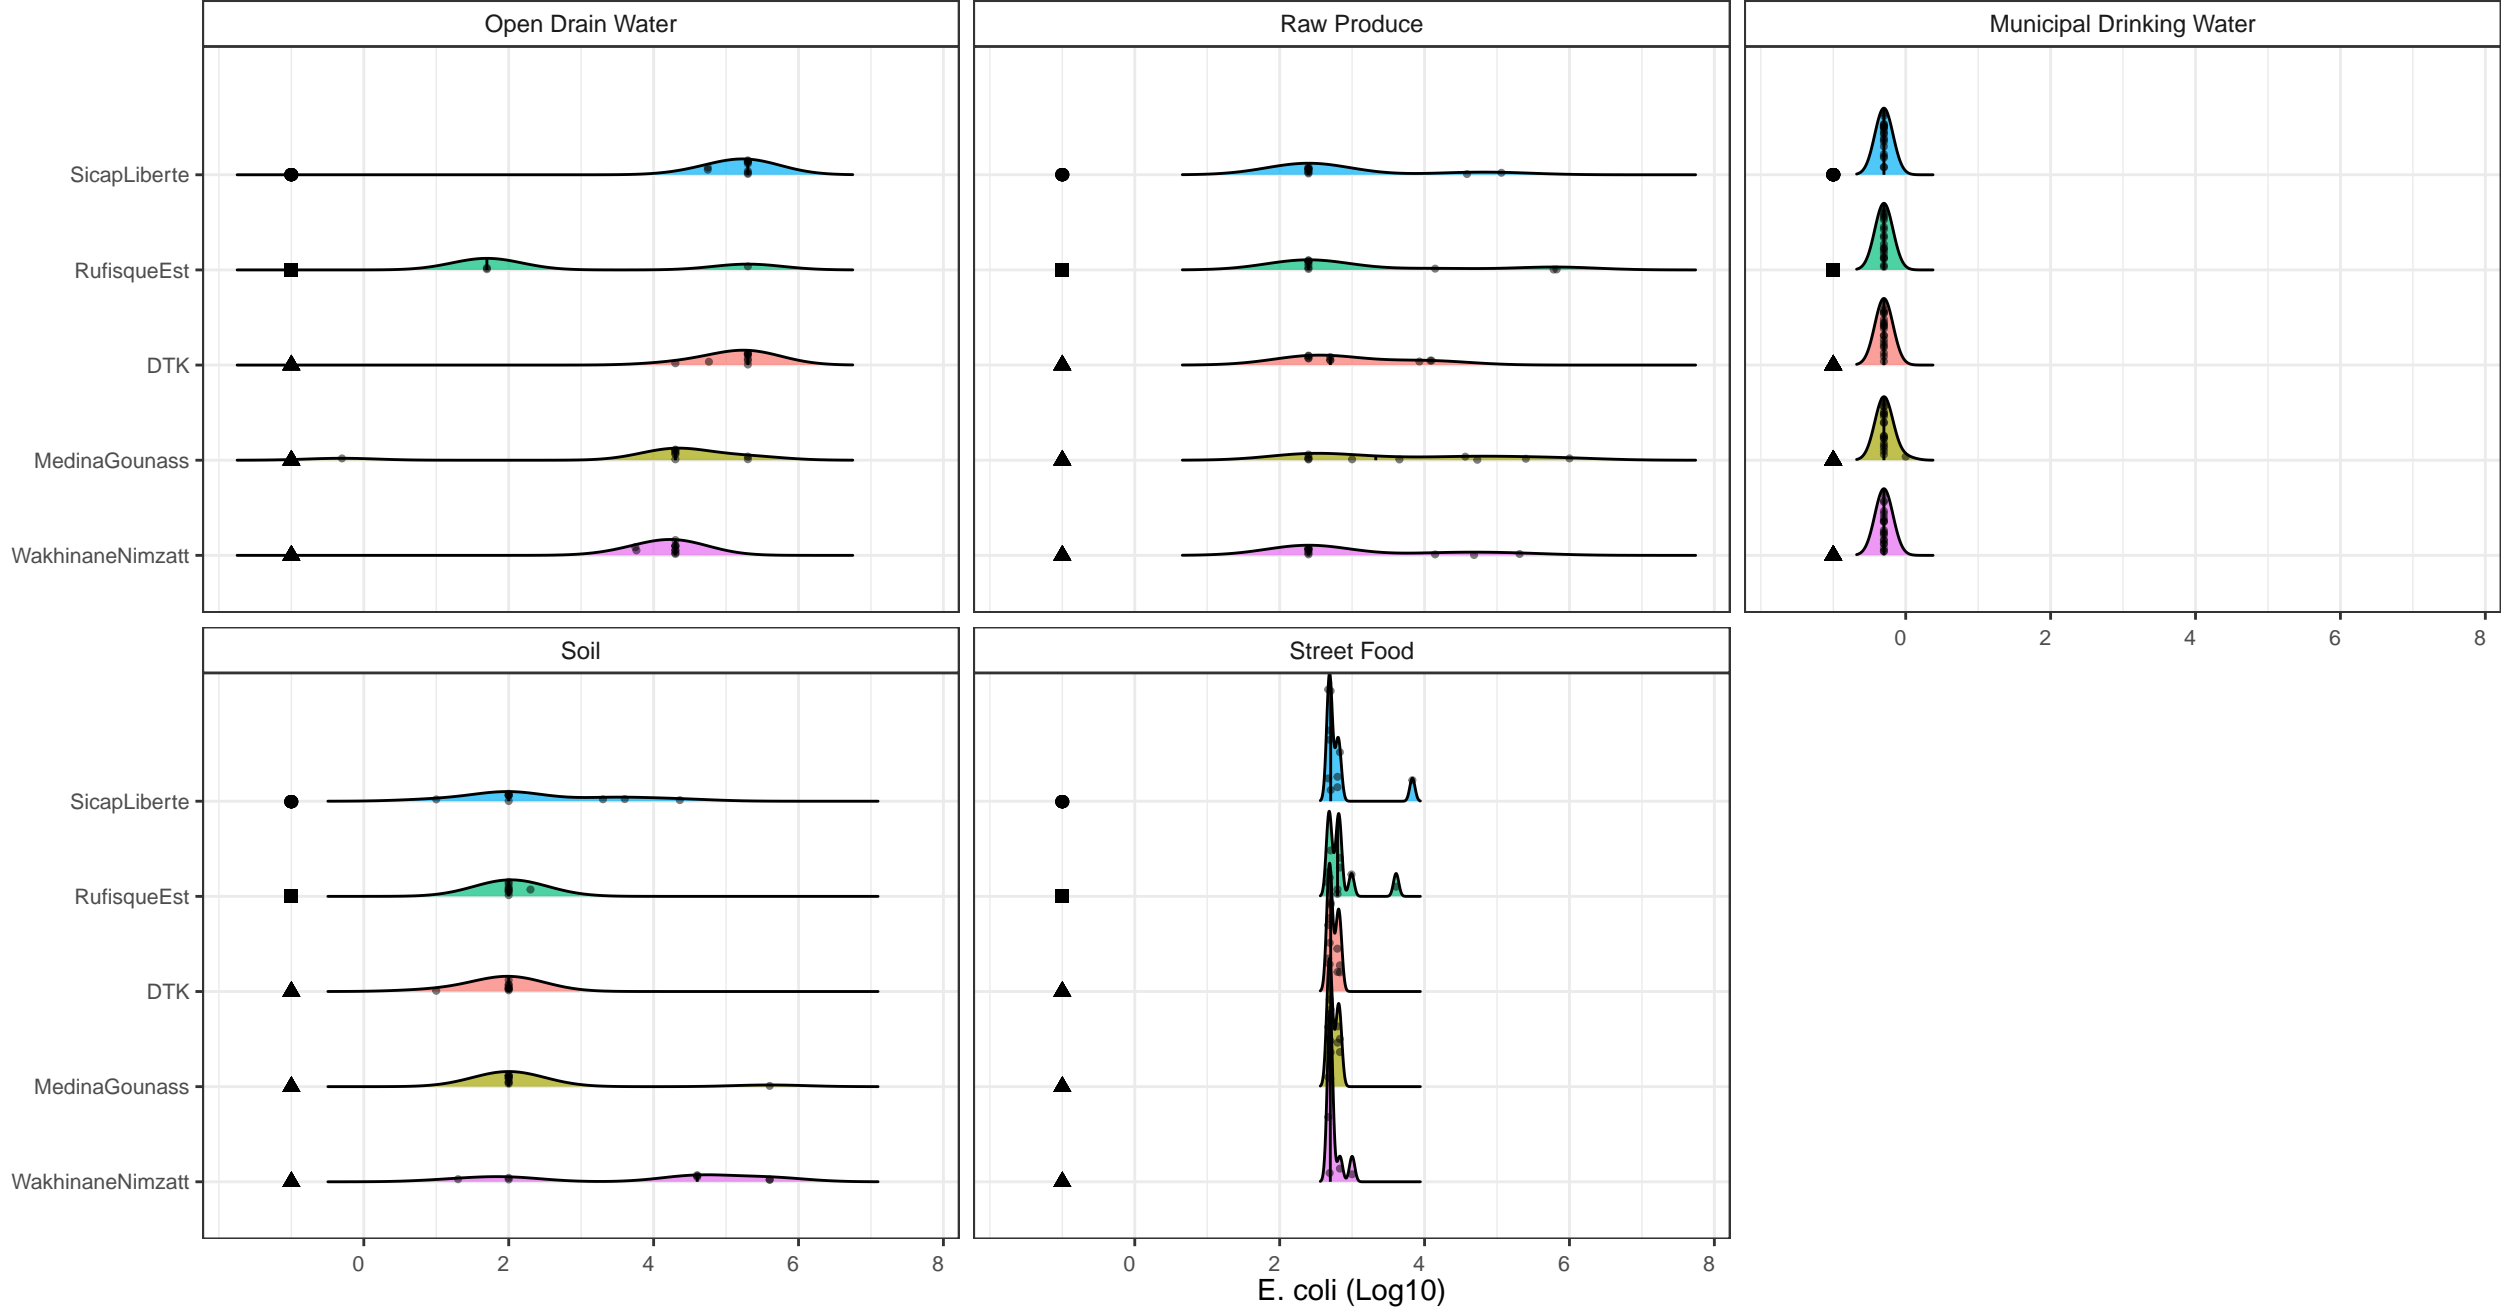 Open Drain Water
Raw Produce
Municipal Drinking Water
SicapLiberte
RufisqueEst
DTK
MedinaGounass
WakhinaneNimzatt
0 2 4 6 8
Soil
Street Food
SicapLiberte
RufisqueEst
DTK
MedinaGounass
WakhinaneNimzatt
0 2 4 6 8
0 2 4 6 8
E. coli (Log10)